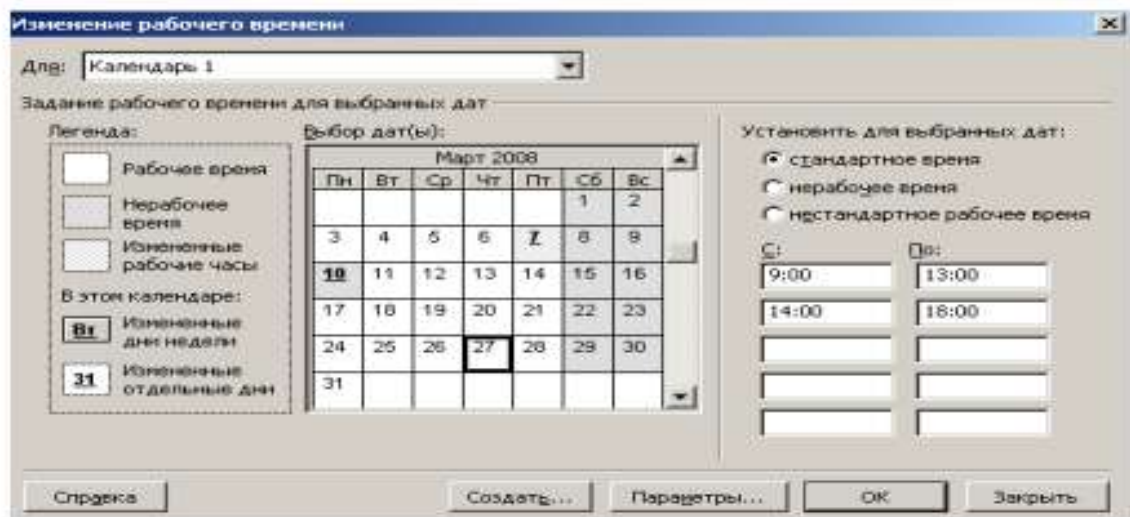 Изменение рабочего времени
Для: Календарь 1
Задание рабочего времени для выбранных дат
Легенда:
Рабочее время
Нерабочее
время
Измененные
рабочие часы
В этом календаре:
Вт Измененные
дни недели
31 Измененные
отдельные дни
Выбор дат(ы):
Март 2008
Пн Вт Ср Чт Пт Сб Вс
1 2
3 4 5 6 7 8 9
10 11 12 13 14 15 16
17 18 19 20 21 22 23
24 25 26 27 28 29 30
31
Установить для выбранных дат:
стандартное время
нерабочее время
нестандартное рабочее время
С: По:
9:00 13:00
14:00 18:00
Справка Создать... Параметры... ОК Закрыть